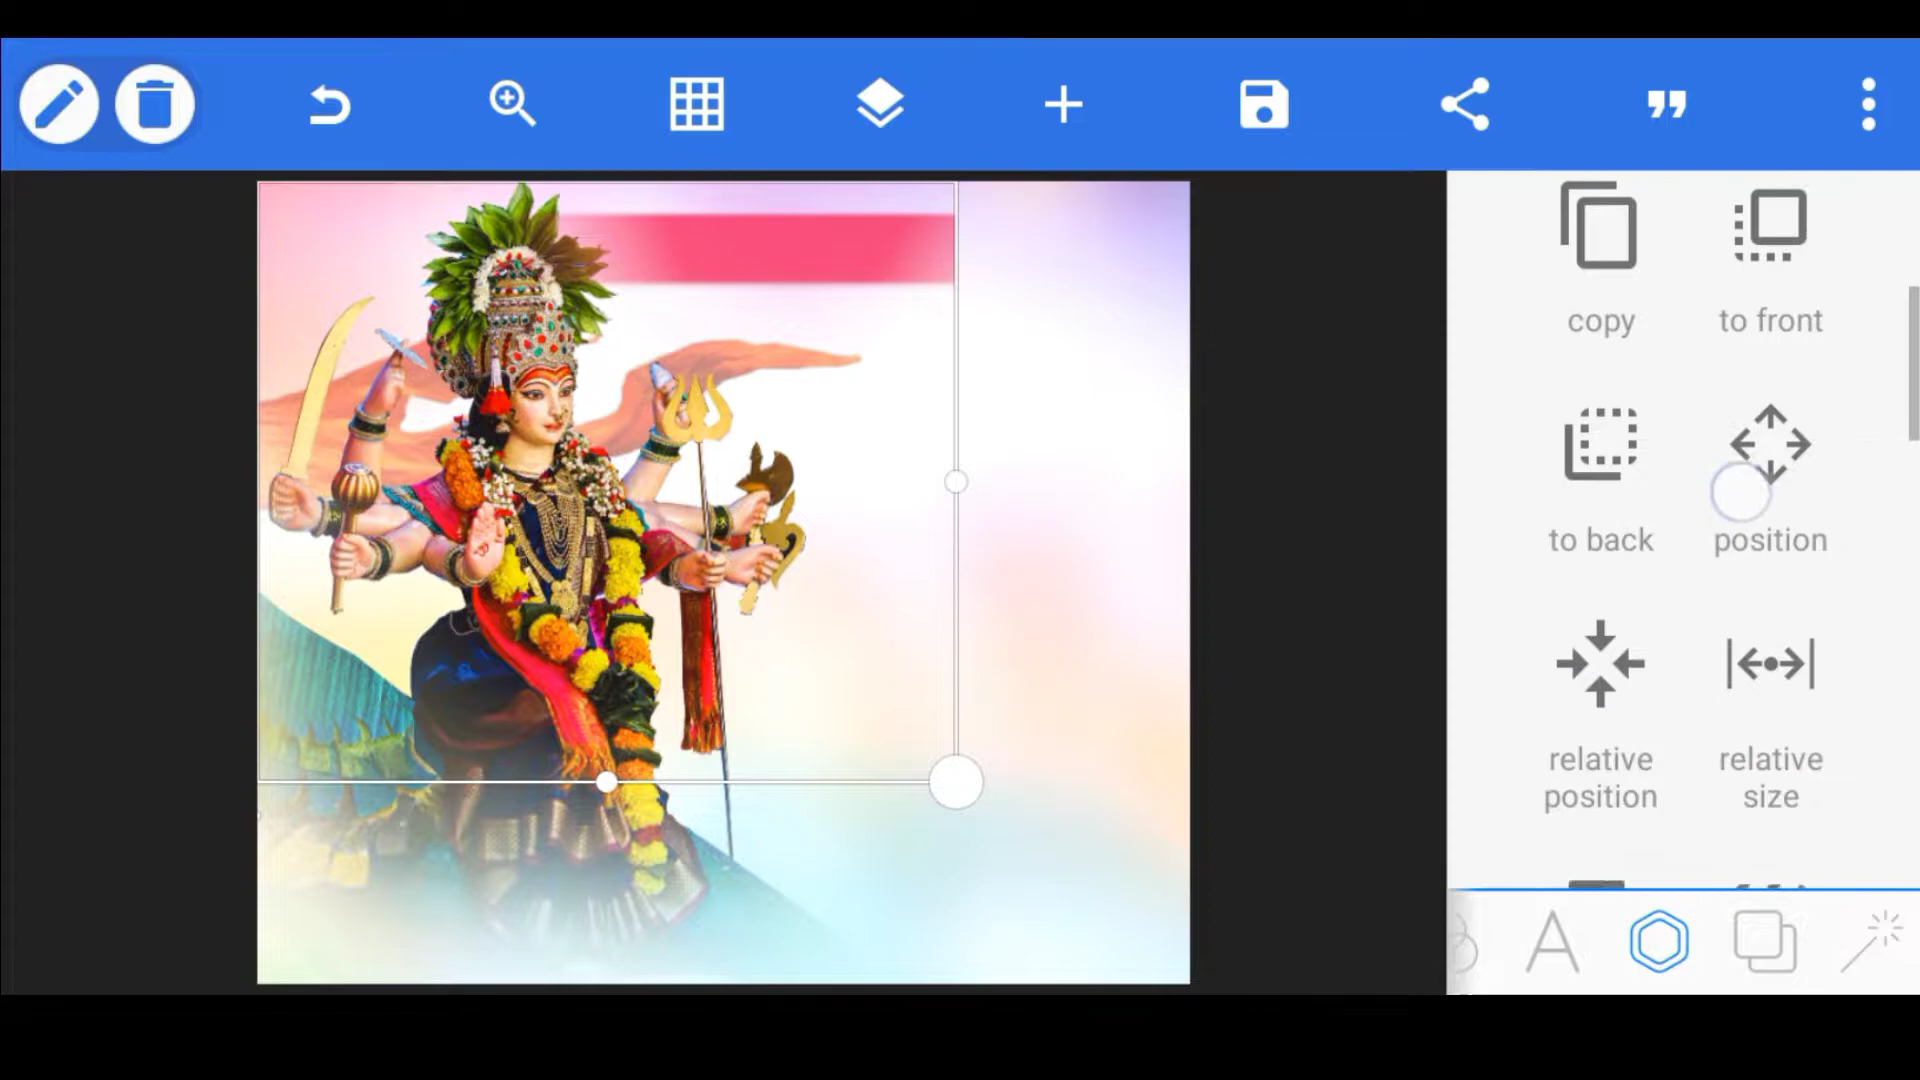 copy
to front
to back
position
relative
position
relative
size